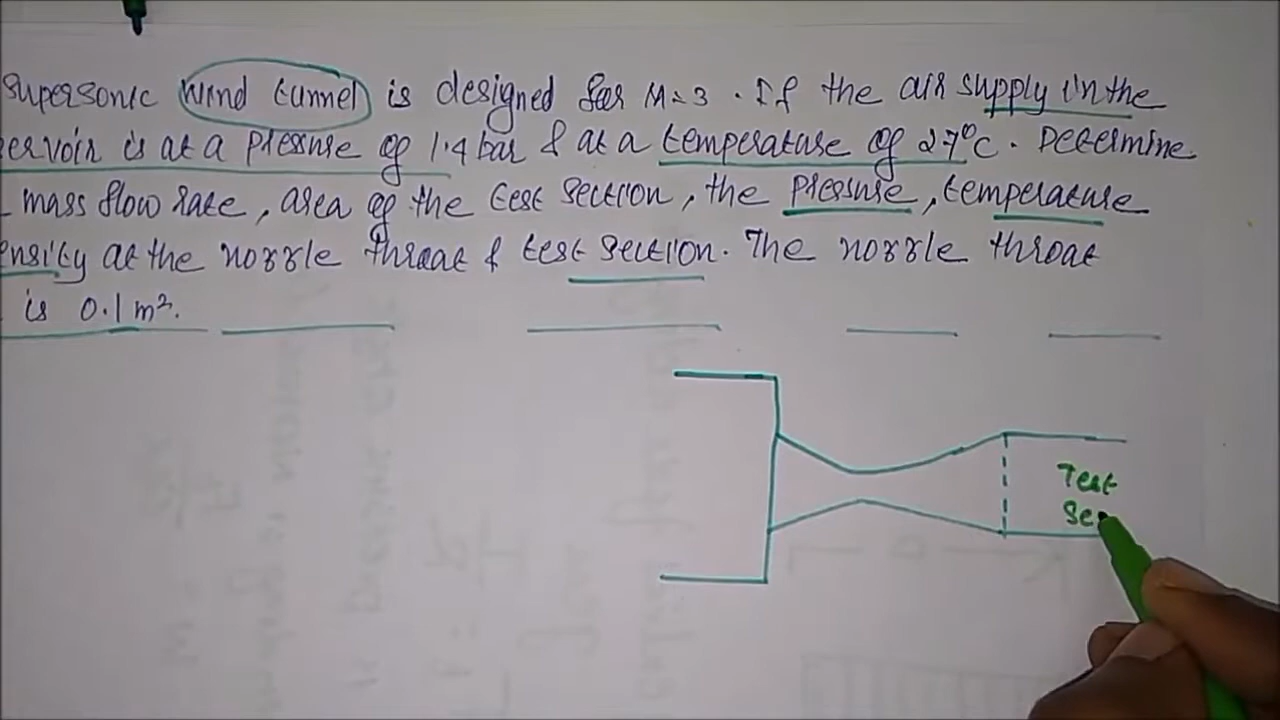 supersonic wind tunnel is designed for M = 3 . If the air supply in the
ervoir is at a pressure of 1.4 bar & at a temperature of 27°C . Determine
mass flow rate , area of the test section , the pressure , temperature
ensity at the nozzle throat & test section . The nozzle throat
is 0.1 m².
Test
Sec